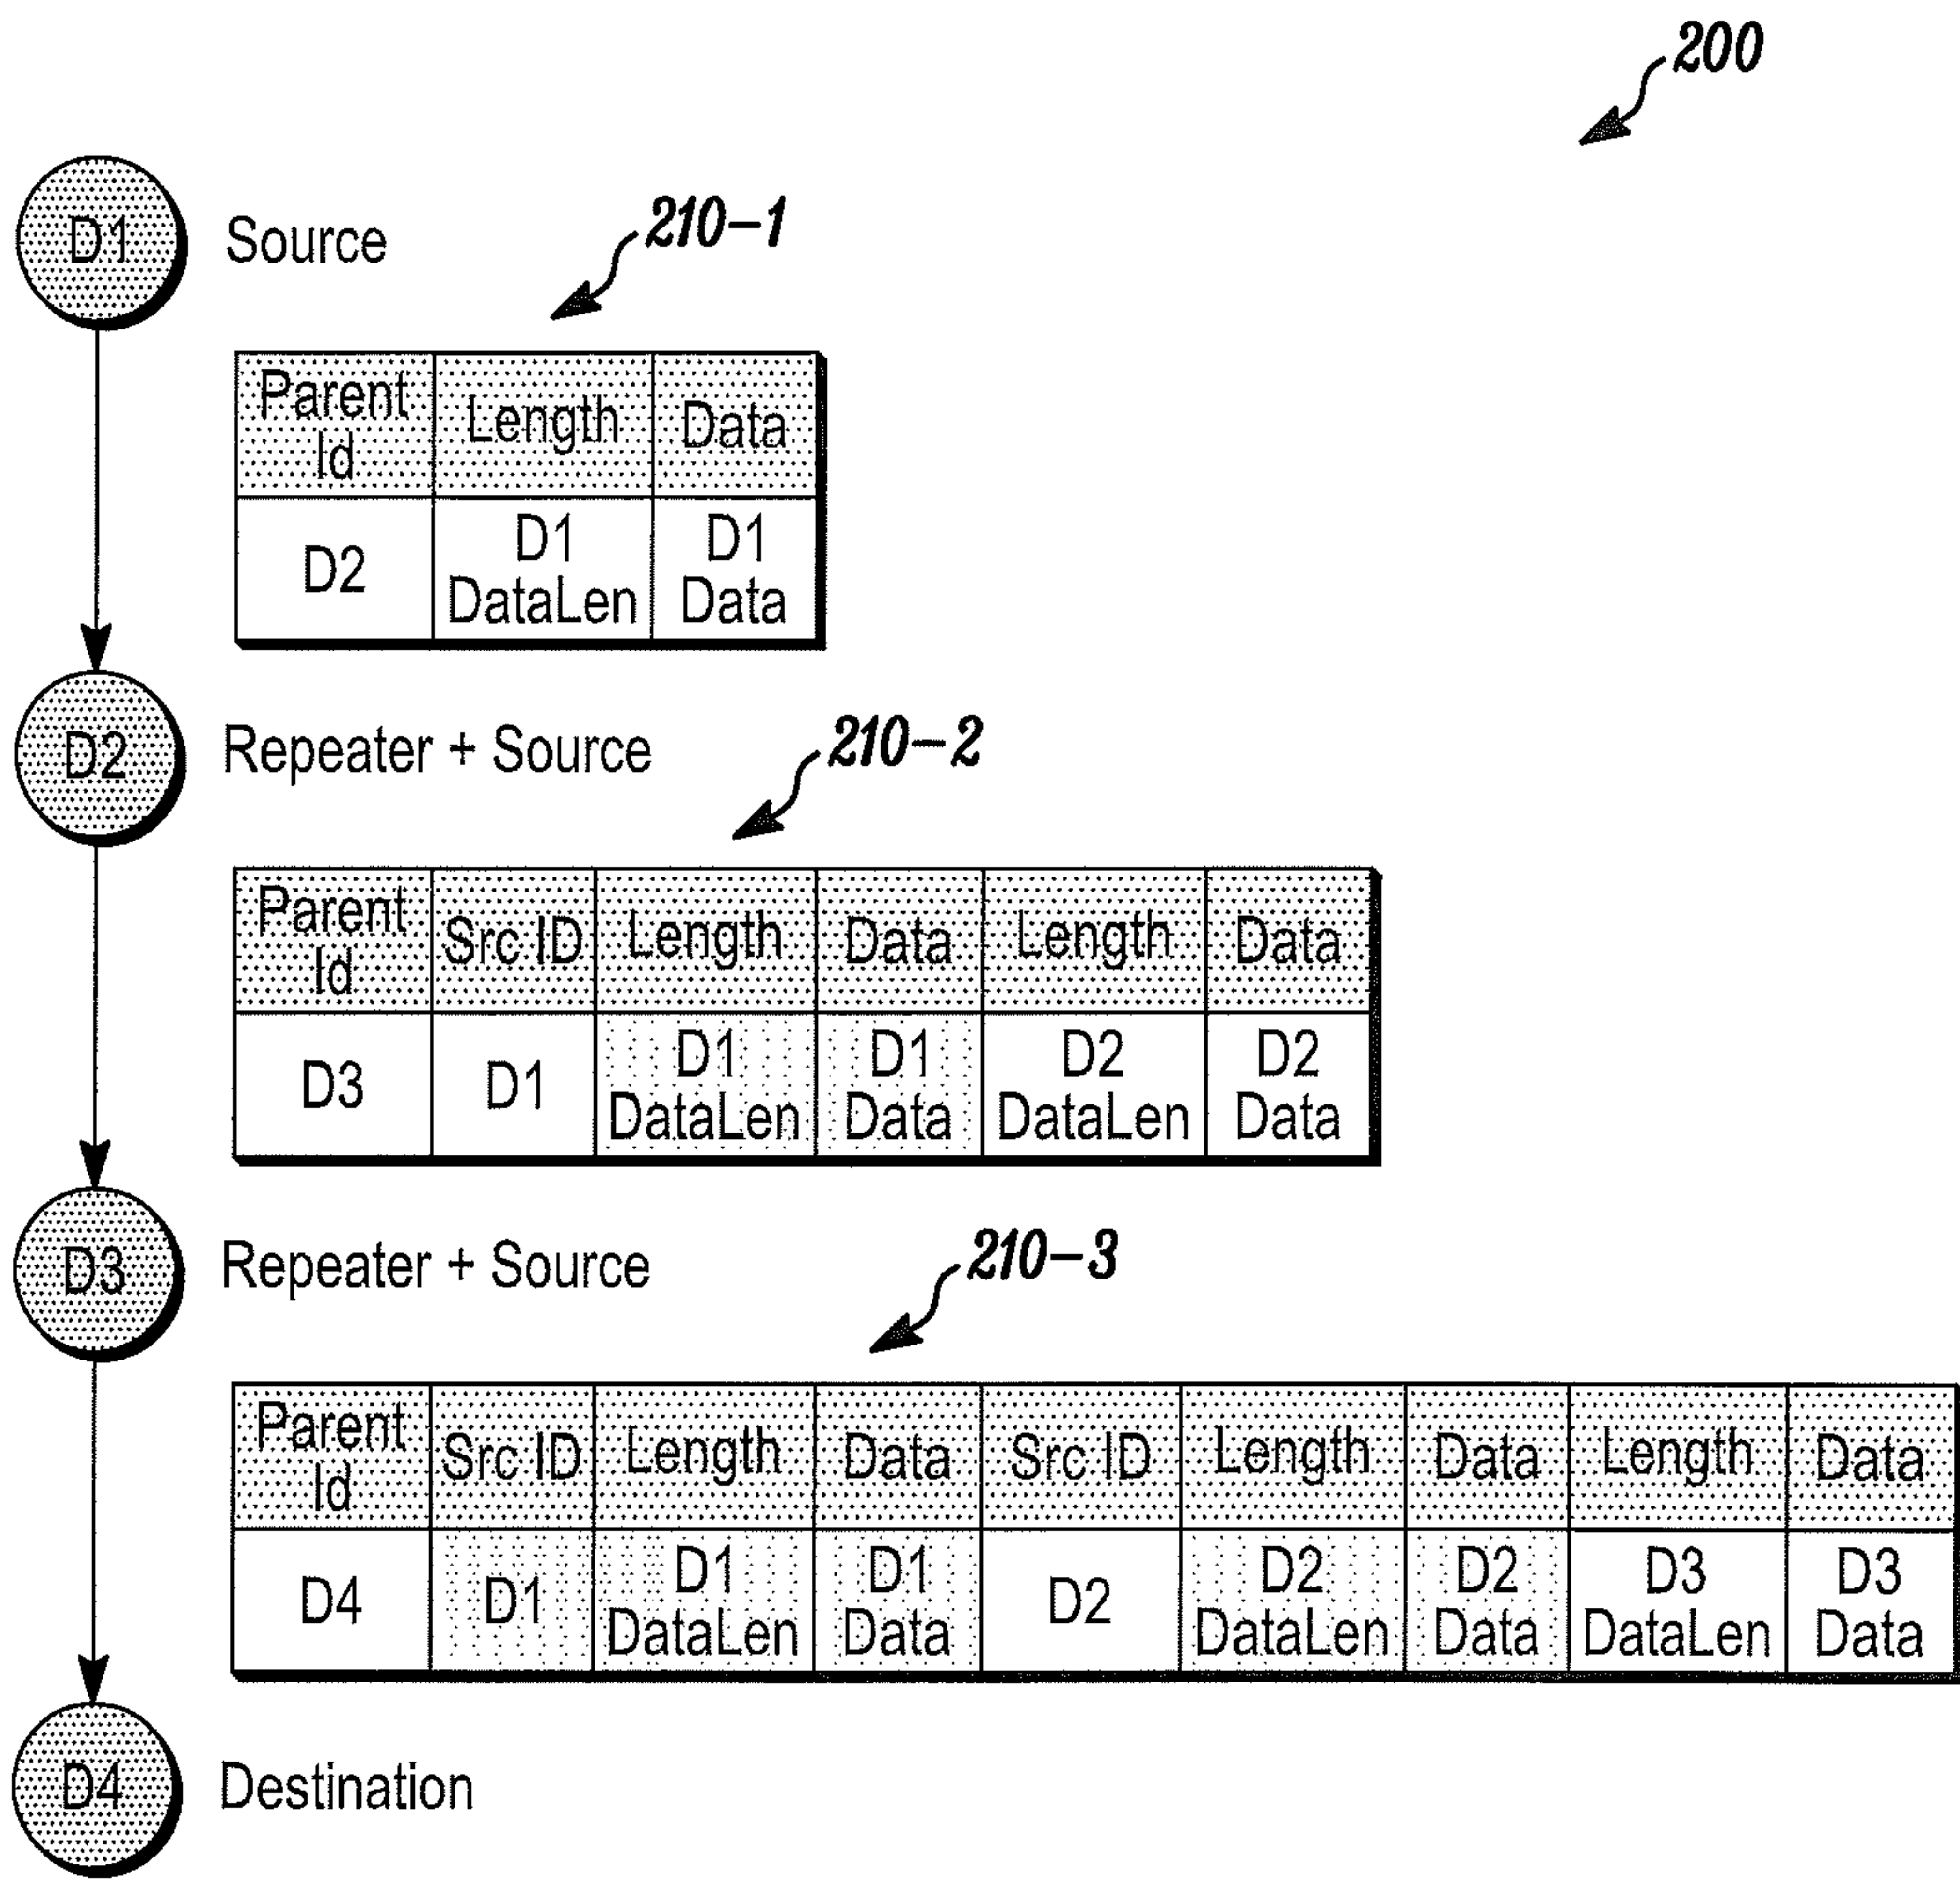 200
D1 Source
210-1
Parent Id Length Data
D2 D1 DataLen D1 Data
D2 Repeater + Source
210-2
Parent Id Src ID Length Data Length Data
D3 D1 D1 DataLen D1 Data D2 DataLen D2 Data
D3 Repeater + Source
210-3
Parent Id Src ID Length Data Src ID Length Data Length Data
D4 D1 D1 DataLen D1 Data D2 D2 DataLen D2 Data D3 DataLen D3 Data
D4 Destination